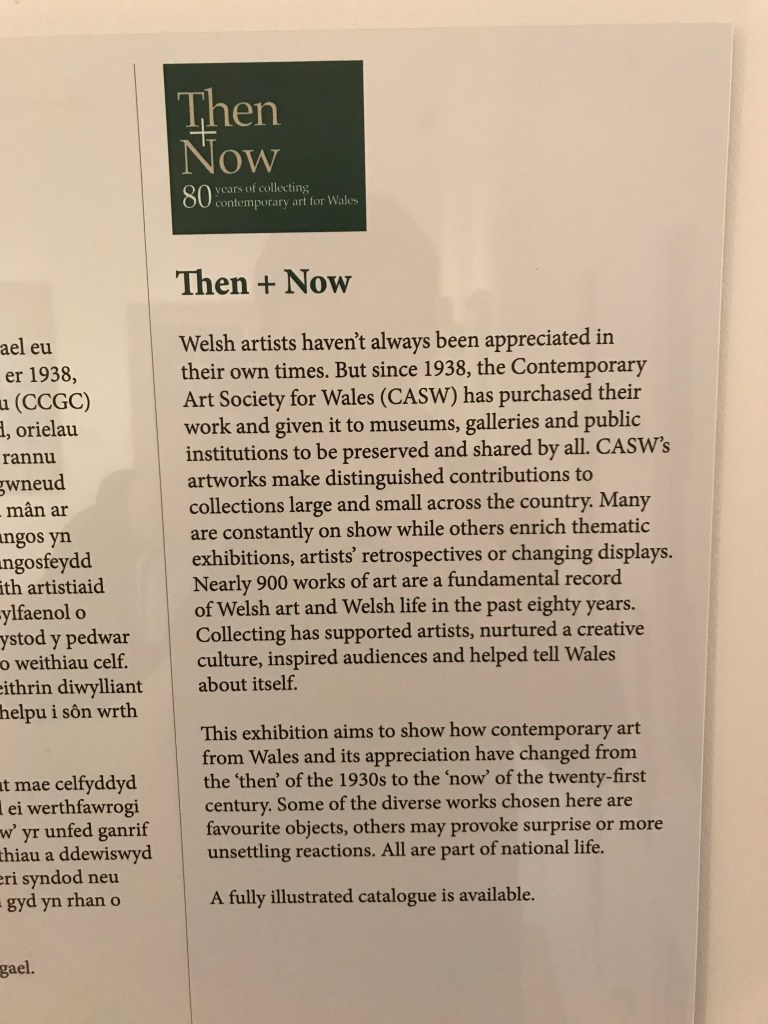 ael eu
er 1938,
u (CCGC)
d, orielau
rannu
gwneud
mân ar
angos yn
angosfeydd
ith artistiaid
sylfaenol o
ystod y pedwar
o weithiau celf.
eithrin diwylliant
helpu i sôn wrth
mae celfyddyd
ei werthfawrogi
w' yr unfed ganrif
thiau a ddewiswyd
eri syndod neu
gyd yn rhan o
gael.
Then
+
Now
80 years of collecting
contemporary art for Wales
Then + Now
Welsh artists haven't always been appreciated in
their own times. But since 1938, the Contemporary
Art Society for Wales (CASW) has purchased their
work and given it to museums, galleries and public
institutions to be preserved and shared by all. CASW's
artworks make distinguished contributions to
collections large and small across the country. Many
are constantly on show while others enrich thematic
exhibitions, artists' retrospectives or changing displays.
Nearly 900 works of art are a fundamental record
of Welsh art and Welsh life in the past eighty years.
Collecting has supported artists, nurtured a creative
culture, inspired audiences and helped tell Wales
about itself.
This exhibition aims to show how contemporary art
from Wales and its appreciation have changed from
the 'then' of the 1930s to the 'now' of the twenty-first
century. Some of the diverse works chosen here are
favourite objects, others may provoke surprise or more
unsettling reactions. All are part of national life.
A fully illustrated catalogue is available.